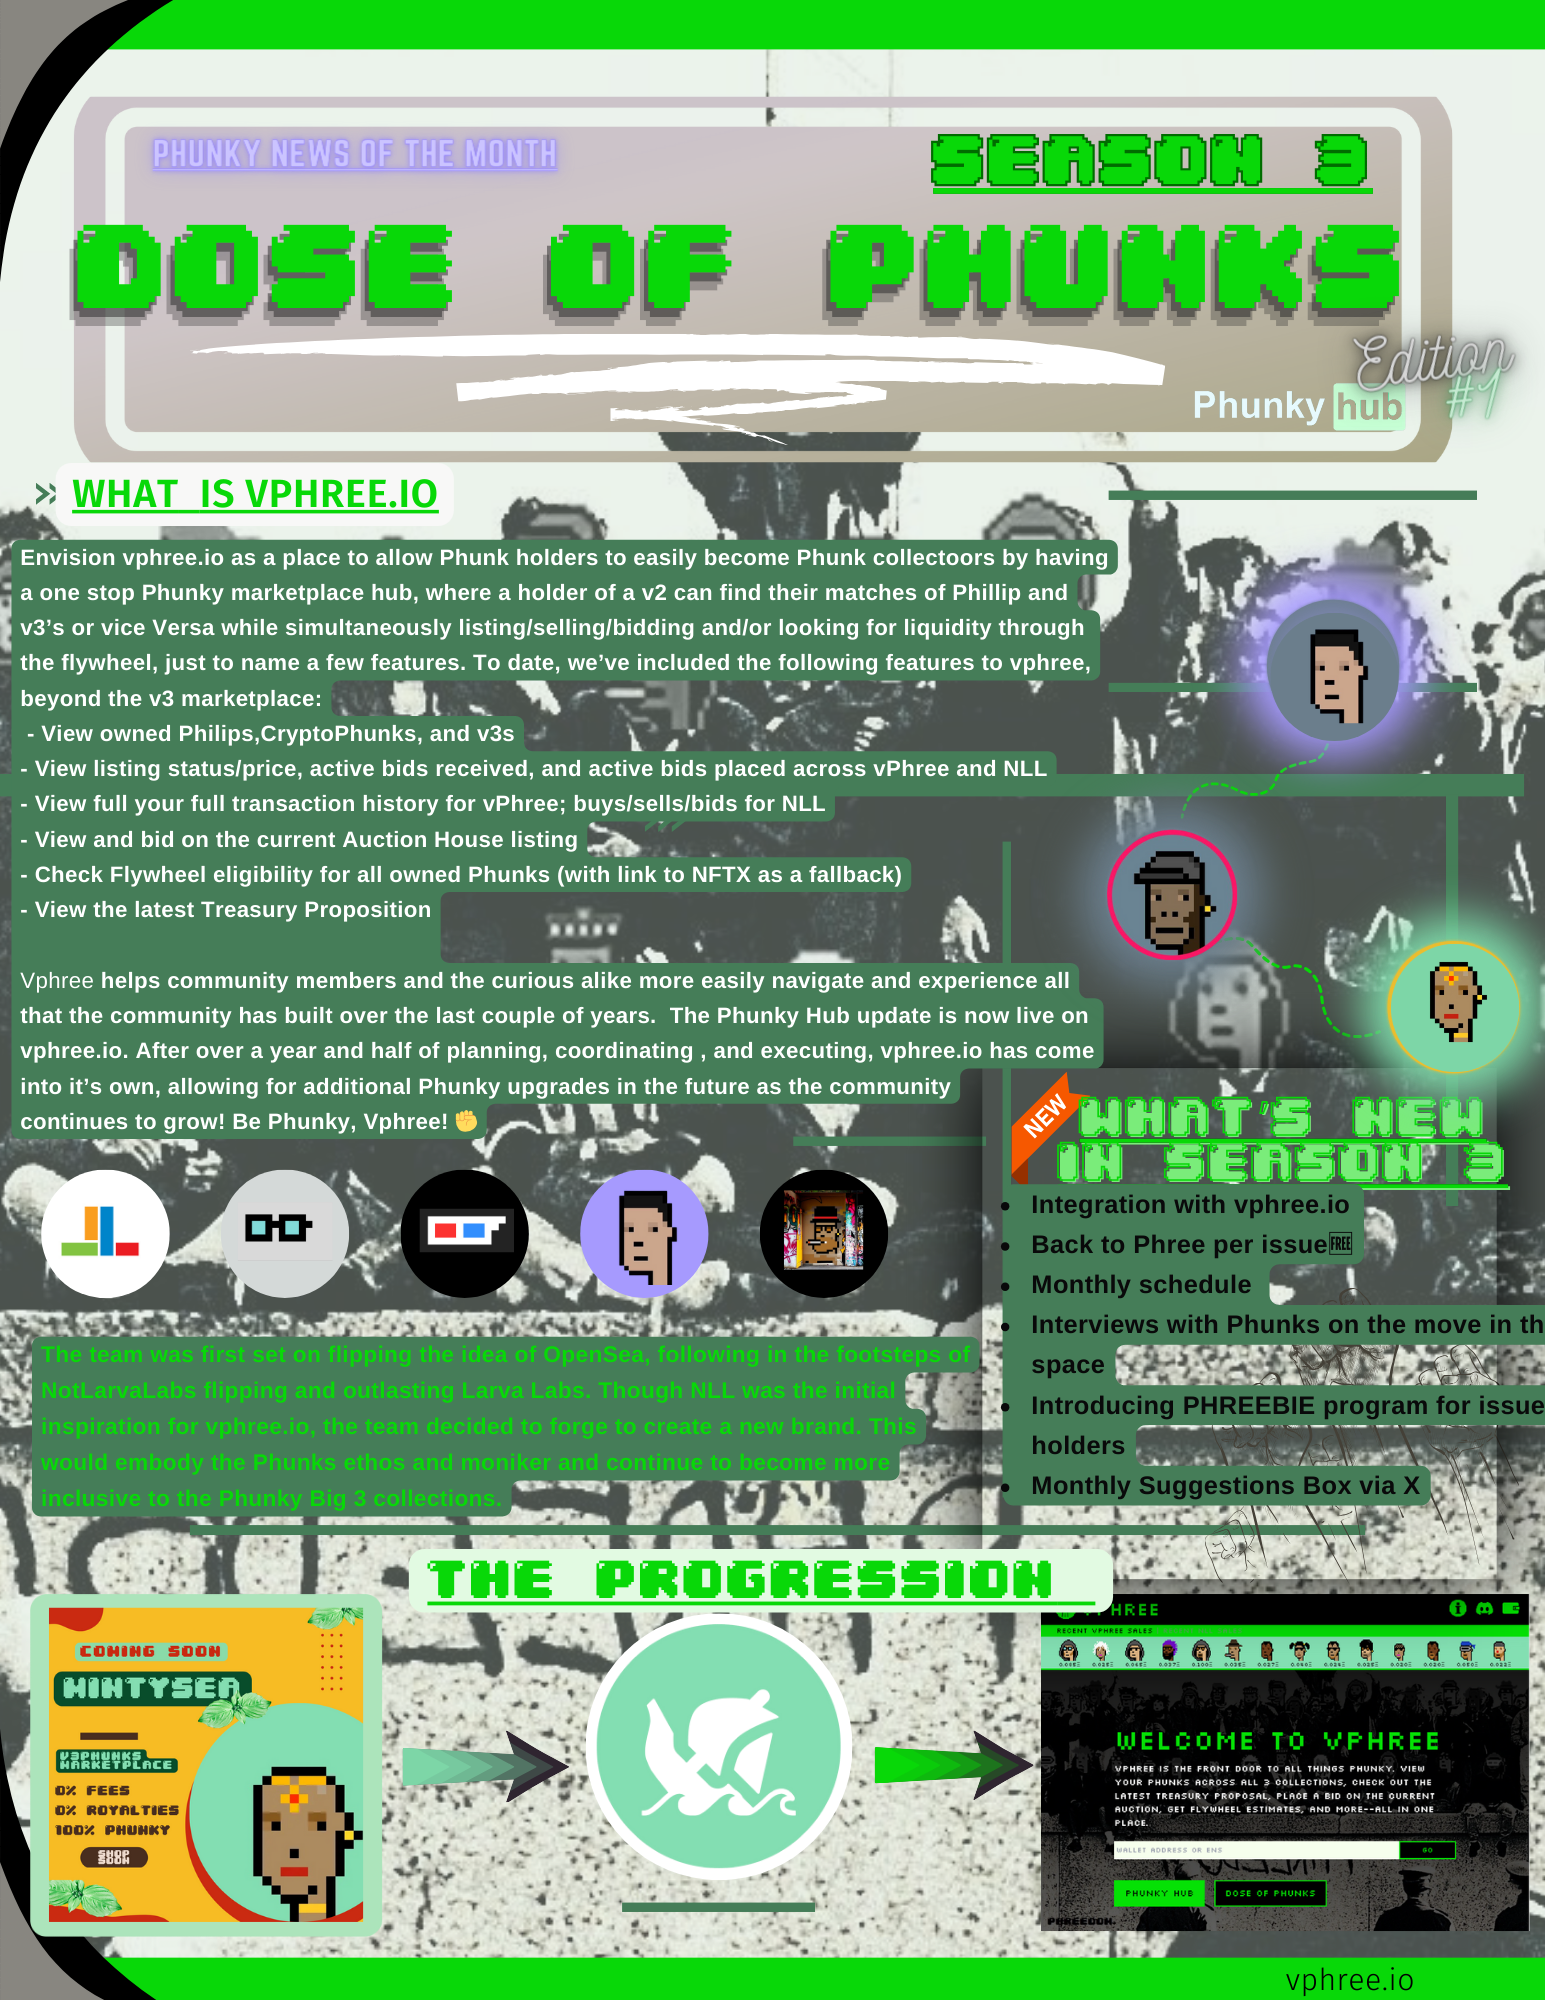 PHUNKY NEWS OF THE MONTH
SEASON 3
DOSE OF PHUNKS
Edition
#1
Phunky hub
» WHAT IS VPHREE.IO
Envision vphree.io as a place to allow Phunk holders to easily become Phunk collectoors by having
a one stop Phunky marketplace hub, where a holder of a v2 can find their matches of Phillip and
v3’s or vice Versa while simultaneously listing/selling/bidding and/or looking for liquidity through
the flywheel, just to name a few features. To date, we’ve included the following features to vphree,
beyond the v3 marketplace:
- View owned Philips,CryptoPhunks, and v3s
- View listing status/price, active bids received, and active bids placed across vPhree and NLL
- View full your full transaction history for vPhree; buys/sells/bids for NLL
- View and bid on the current Auction House listing
- Check Flywheel eligibility for all owned Phunks (with link to NFTX as a fallback)
- View the latest Treasury Proposition
Vphree helps community members and the curious alike more easily navigate and experience all
that the community has built over the last couple of years.  The Phunky Hub update is now live on
vphree.io. After over a year and half of planning, coordinating , and executing, vphree.io has come
into it’s own, allowing for additional Phunky upgrades in the future as the community
continues to grow! Be Phunky, Vphree! ✊
NEW
WHAT'S NEW
IN SEASON 3
• Integration with vphree.io
• Back to Phree per issue🆓
• Monthly schedule
• Interviews with Phunks on the move in th
space
• Introducing PHREEBIE program for issue
holders
• Monthly Suggestions Box via X
The team was first set on flipping the idea of OpenSea, following in the footsteps of
NotLarvaLabs flipping and outlasting Larva Labs. Though NLL was the initial
inspiration for vphree.io, the team decided to forge to create a new brand. This
would embody the Phunks ethos and moniker and continue to become more
inclusive to the Phunky Big 3 collections.
THE PROGRESSION
COMING SOON
MINTYSEA
V3PHUNKS
MARKETPLACE
0% FEES
0% ROYALTIES
100% PHUNKY
SHOP
SOON
VPHREE
RECENT VPHREE SALES
WELCOME TO VPHREE
VPHREE IS THE FRONT DOOR TO ALL THINGS PHUNKY. VIEW
YOUR PHUNKS ACROSS ALL 3 COLLECTIONS, CHECK OUT THE
LATEST TREASURY PROPOSAL, PLACE A BID ON THE CURRENT
AUCTION, GET FLYWHEEL ESTIMATES, AND MORE--ALL IN ONE
PLACE.
WALLET ADDRESS OR ENS
GO
PHUNKY HUB
DOSE OF PHUNKS
PHREEDOM.
vphree.io